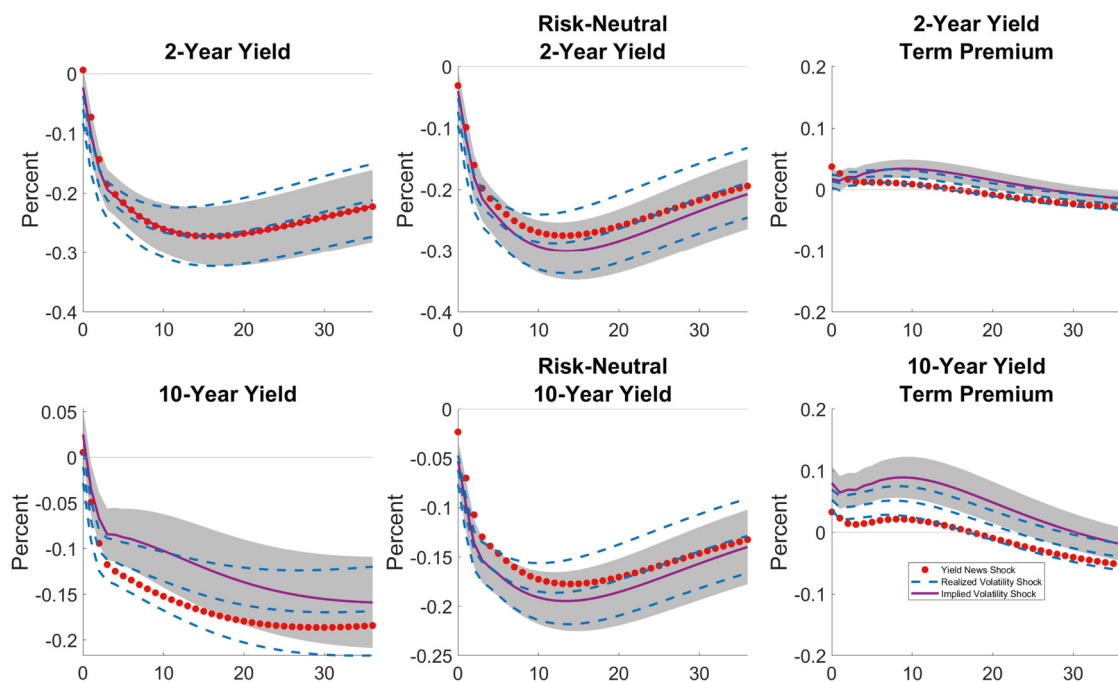 2-Year Yield
Percent
0
-0.1
-0.2
-0.3
-0.4
0 10 20 30
Risk-Neutral
2-Year Yield
Percent
0
-0.1
-0.2
-0.3
-0.4
0 10 20 30
2-Year Yield
Term Premium
Percent
0.2
0.1
0
-0.1
-0.2
0 10 20 30
10-Year Yield
Percent
0.05
0
-0.05
-0.1
-0.15
-0.2
0 10 20 30
Risk-Neutral
10-Year Yield
Percent
0
-0.05
-0.1
-0.15
-0.2
-0.25
0 10 20 30
10-Year Yield
Term Premium
Percent
0.2
0.1
0
-0.1
-0.2
0 10 20 30
Yield News Shock
Realized Volatility Shock
Implied Volatility Shock